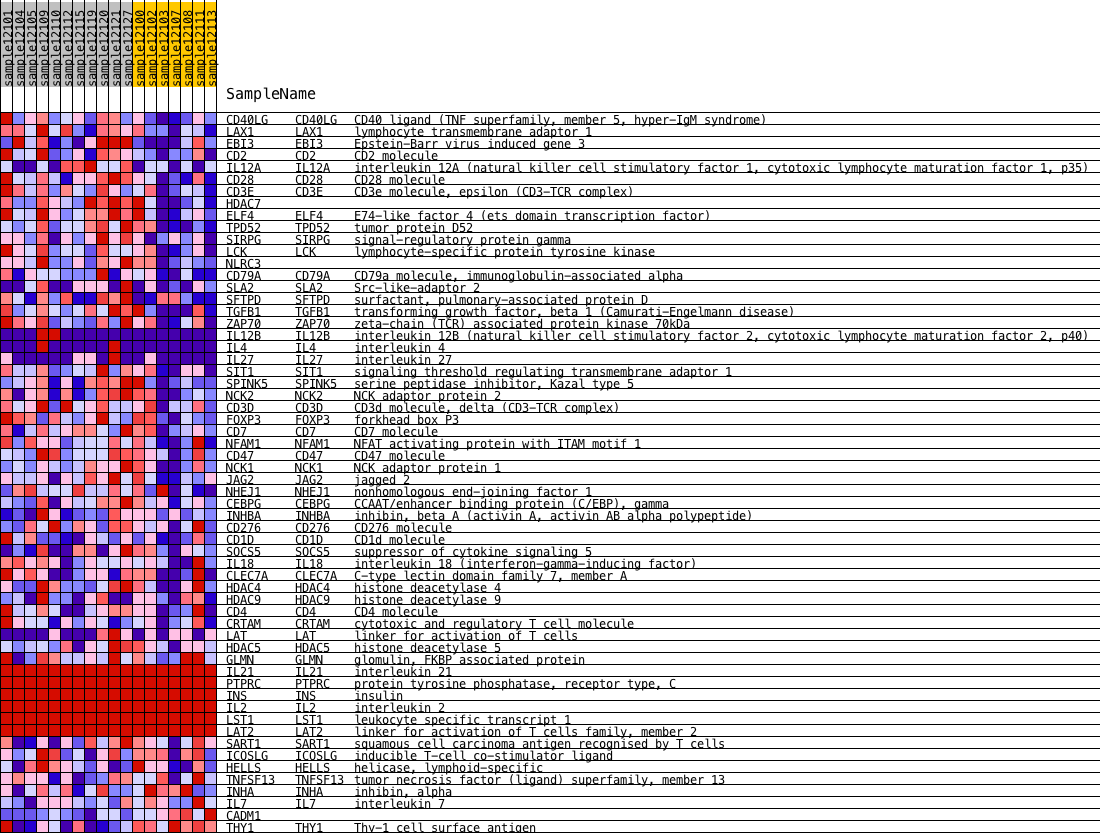 sample12101
sample12104
sample12105
sample12109
sample12110
sample12112
sample12115
sample12119
sample12120
sample12121
sample12127
sample12100
sample12102
sample12103
sample12107
sample12108
sample12111
sample12113
SampleName
CD40LG CD40LG CD40 ligand (TNF superfamily, member 5, hyper-IgM syndrome)
LAX1 LAX1 lymphocyte transmembrane adaptor 1
EBI3 EBI3 Epstein-Barr virus induced gene 3
CD2 CD2 CD2 molecule
IL12A IL12A interleukin 12A (natural killer cell stimulatory factor 1, cytotoxic lymphocyte maturation factor 1, p35)
CD28 CD28 CD28 molecule
CD3E CD3E CD3e molecule, epsilon (CD3-TCR complex)
HDAC7
ELF4 ELF4 E74-like factor 4 (ets domain transcription factor)
TPD52 TPD52 tumor protein D52
SIRPG SIRPG signal-regulatory protein gamma
LCK LCK lymphocyte-specific protein tyrosine kinase
NLRC3
CD79A CD79A CD79a molecule, immunoglobulin-associated alpha
SLA2 SLA2 Src-like-adaptor 2
SFTPD SFTPD surfactant, pulmonary-associated protein D
TGFB1 TGFB1 transforming growth factor, beta 1 (Camurati-Engelmann disease)
ZAP70 ZAP70 zeta-chain (TCR) associated protein kinase 70kDa
IL12B IL12B interleukin 12B (natural killer cell stimulatory factor 2, cytotoxic lymphocyte maturation factor 2, p40)
IL4 IL4 interleukin 4
IL27 IL27 interleukin 27
SIT1 SIT1 signaling threshold regulating transmembrane adaptor 1
SPINK5 SPINK5 serine peptidase inhibitor, Kazal type 5
NCK2 NCK2 NCK adaptor protein 2
CD3D CD3D CD3d molecule, delta (CD3-TCR complex)
FOXP3 FOXP3 forkhead box P3
CD7 CD7 CD7 molecule
NFAM1 NFAM1 NFAT activating protein with ITAM motif 1
CD47 CD47 CD47 molecule
NCK1 NCK1 NCK adaptor protein 1
JAG2 JAG2 jagged 2
NHEJ1 NHEJ1 nonhomologous end-joining factor 1
CEBPG CEBPG CCAAT/enhancer binding protein (C/EBP), gamma
INHBA INHBA inhibin, beta A (activin A, activin AB alpha polypeptide)
CD276 CD276 CD276 molecule
CD1D CD1D CD1d molecule
SOCS5 SOCS5 suppressor of cytokine signaling 5
IL18 IL18 interleukin 18 (interferon-gamma-inducing factor)
CLEC7A CLEC7A C-type lectin domain family 7, member A
HDAC4 HDAC4 histone deacetylase 4
HDAC9 HDAC9 histone deacetylase 9
CD4 CD4 CD4 molecule
CRTAM CRTAM cytotoxic and regulatory T cell molecule
LAT LAT linker for activation of T cells
HDAC5 HDAC5 histone deacetylase 5
GLMN GLMN glomulin, FKBP associated protein
IL21 IL21 interleukin 21
PTPRC PTPRC protein tyrosine phosphatase, receptor type, C
INS INS insulin
IL2 IL2 interleukin 2
LST1 LST1 leukocyte specific transcript 1
LAT2 LAT2 linker for activation of T cells family, member 2
SART1 SART1 squamous cell carcinoma antigen recognised by T cells
ICOSLG ICOSLG inducible T-cell co-stimulator ligand
HELLS HELLS helicase, lymphoid-specific
TNFSF13 TNFSF13 tumor necrosis factor (ligand) superfamily, member 13
INHA INHA inhibin, alpha
IL7 IL7 interleukin 7
CADM1
THY1 THY1 Thy-1 cell surface antigen